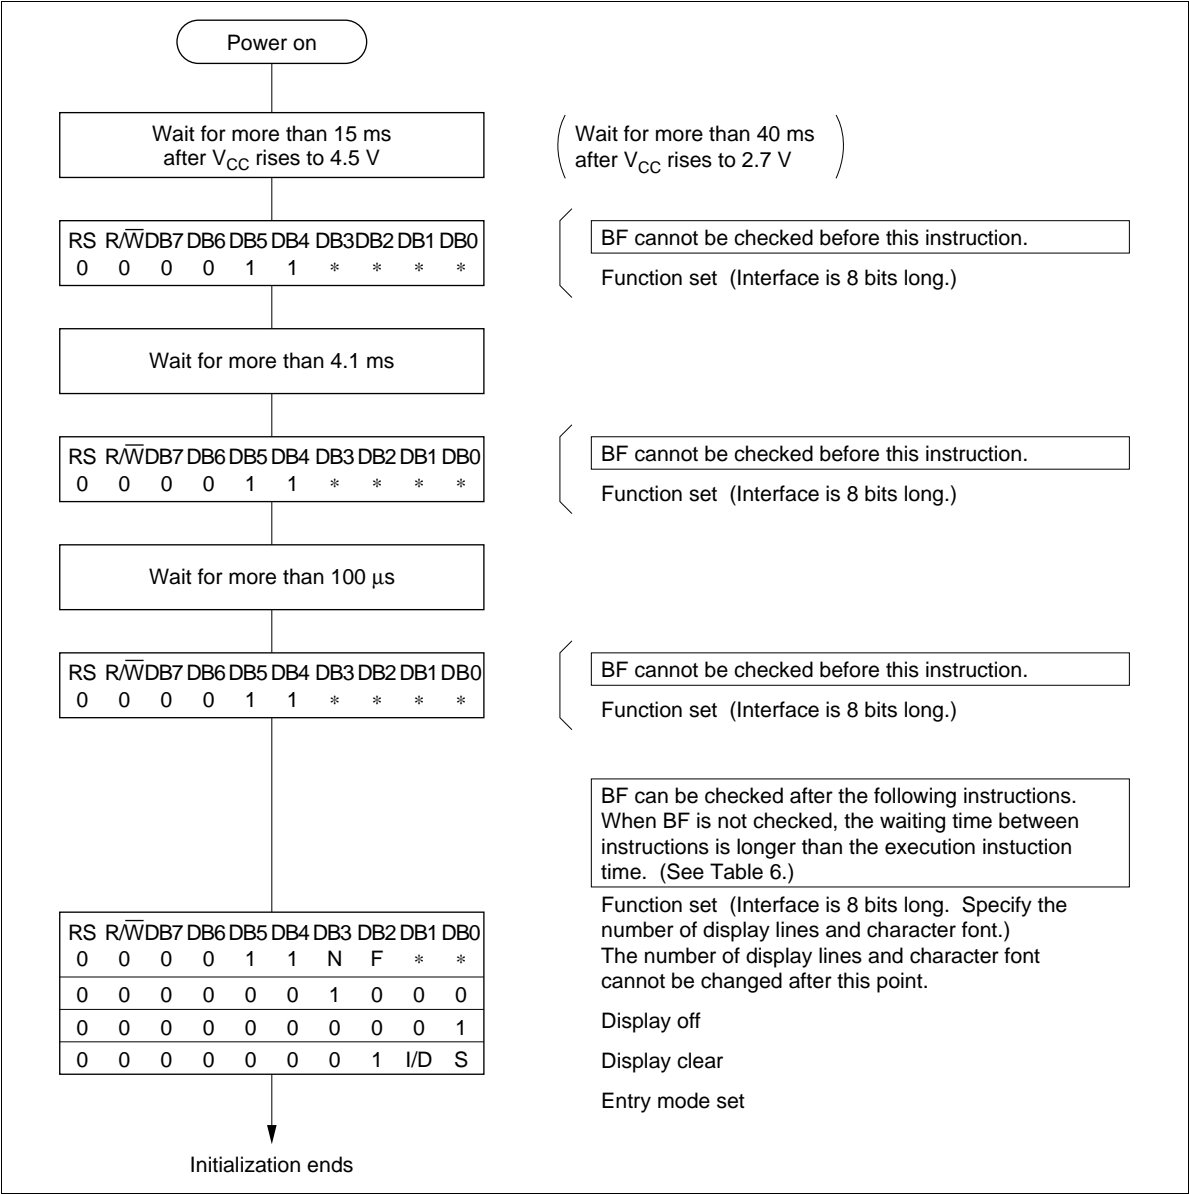 Power on
Wait for more than 15 ms
after VCC rises to 4.5 V
Wait for more than 40 ms
after VCC rises to 2.7 V
RS R/W̅ DB7 DB6 DB5 DB4 DB3 DB2 DB1 DB0
0 0 0 0 1 1 * * * *
BF cannot be checked before this instruction.
Function set (Interface is 8 bits long.)
Wait for more than 4.1 ms
RS R/W̅ DB7 DB6 DB5 DB4 DB3 DB2 DB1 DB0
0 0 0 0 1 1 * * * *
BF cannot be checked before this instruction.
Function set (Interface is 8 bits long.)
Wait for more than 100 μs
RS R/W̅ DB7 DB6 DB5 DB4 DB3 DB2 DB1 DB0
0 0 0 0 1 1 * * * *
BF cannot be checked before this instruction.
Function set (Interface is 8 bits long.)
BF can be checked after the following instructions.
When BF is not checked, the waiting time between
instructions is longer than the execution instuction
time. (See Table 6.)
RS R/W̅ DB7 DB6 DB5 DB4 DB3 DB2 DB1 DB0
0 0 0 0 1 1 N F * *
0 0 0 0 0 0 1 0 0 0
0 0 0 0 0 0 0 0 0 1
0 0 0 0 0 0 0 1 I/D S
Function set (Interface is 8 bits long. Specify the
number of display lines and character font.)
The number of display lines and character font
cannot be changed after this point.
Display off
Display clear
Entry mode set
Initialization ends